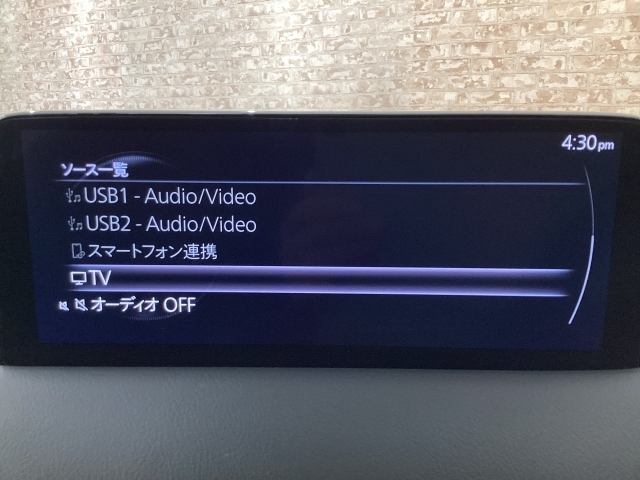 4:30pm
ソース一覧
USB1 - Audio/Video
USB2 - Audio/Video
スマートフォン連携
TV
オーディオ OFF